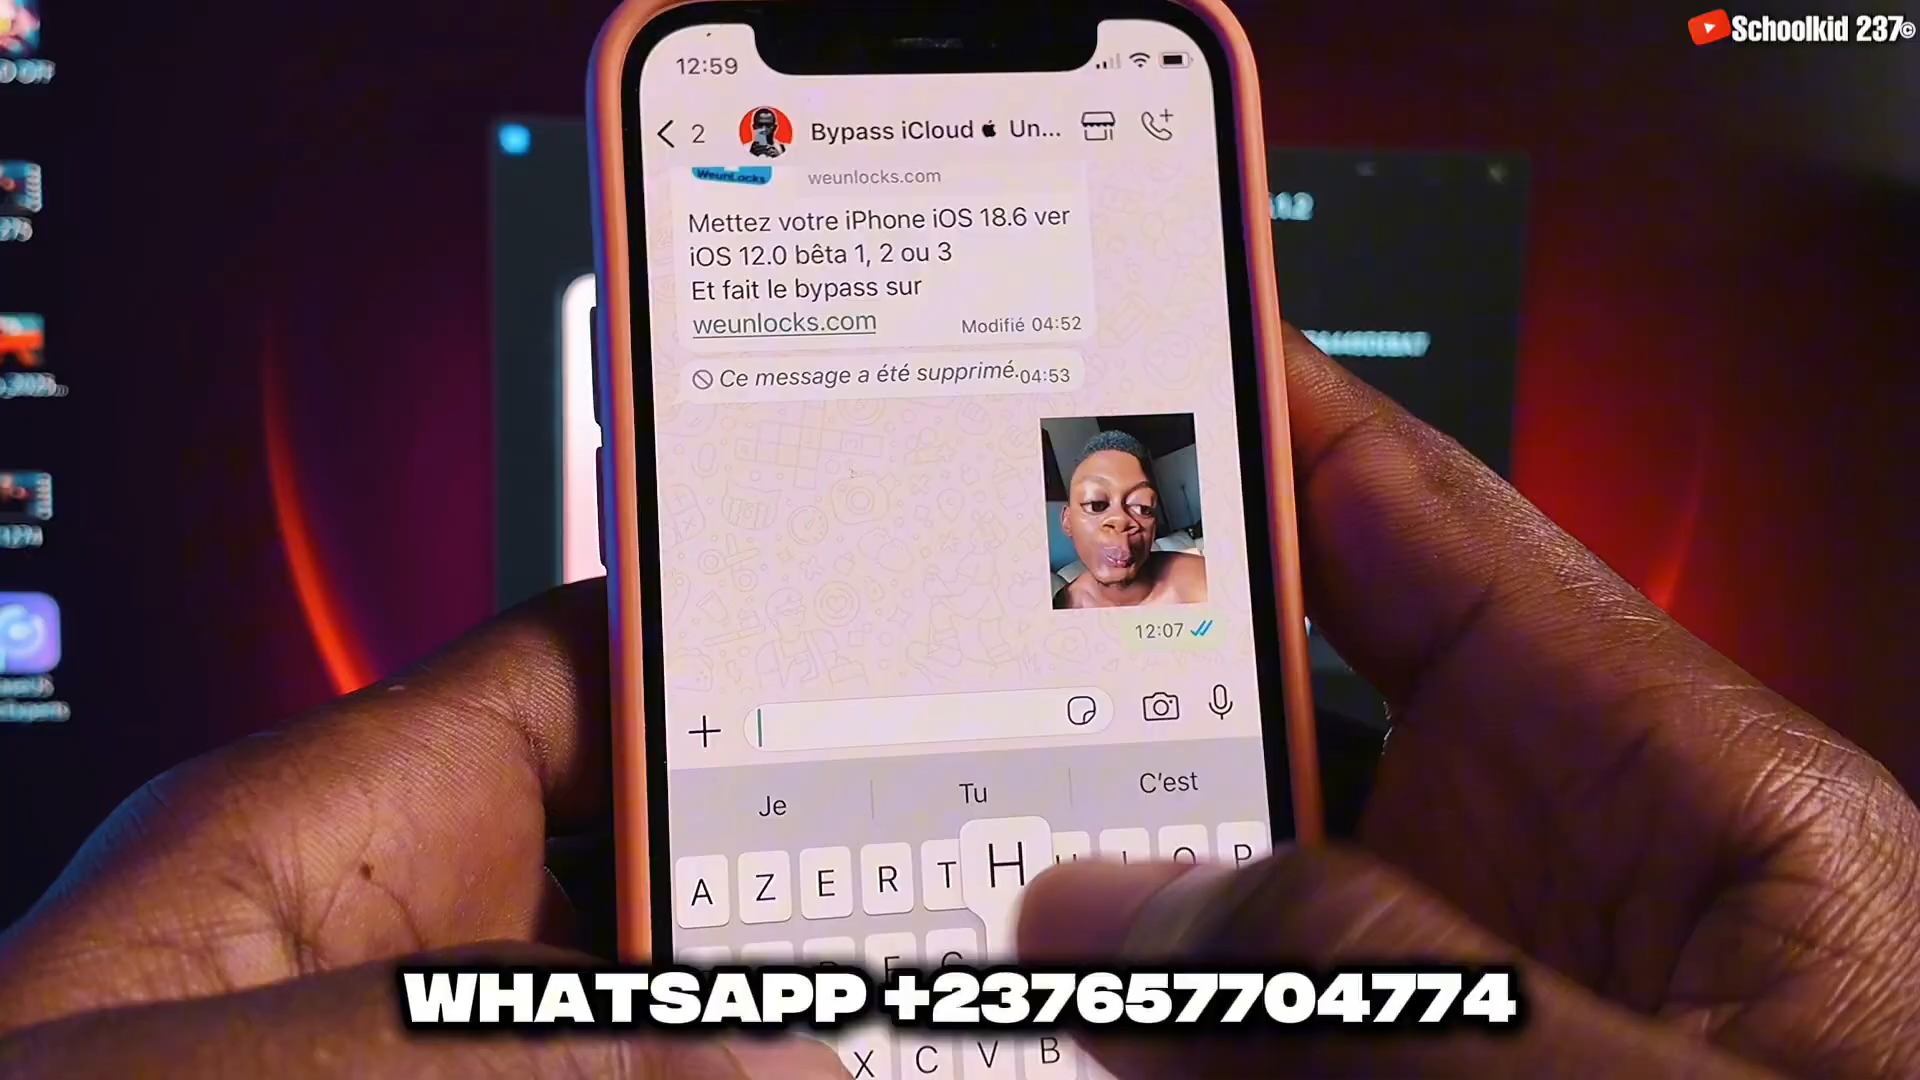 Schoolkid 237©
12:59
2
Bypass iCloud Un...
WeunLocks
weunlocks.com
Mettez votre iPhone iOS 18.6 ver
iOS 12.0 bêta 1, 2 ou 3
Et fait le bypass sur
weunlocks.com
Modifié 04:52
Ce message a été supprimé.
04:53
12:07
Je
Tu
C'est
A Z E R T H P
X C V B
WHATSAPP +237657704774